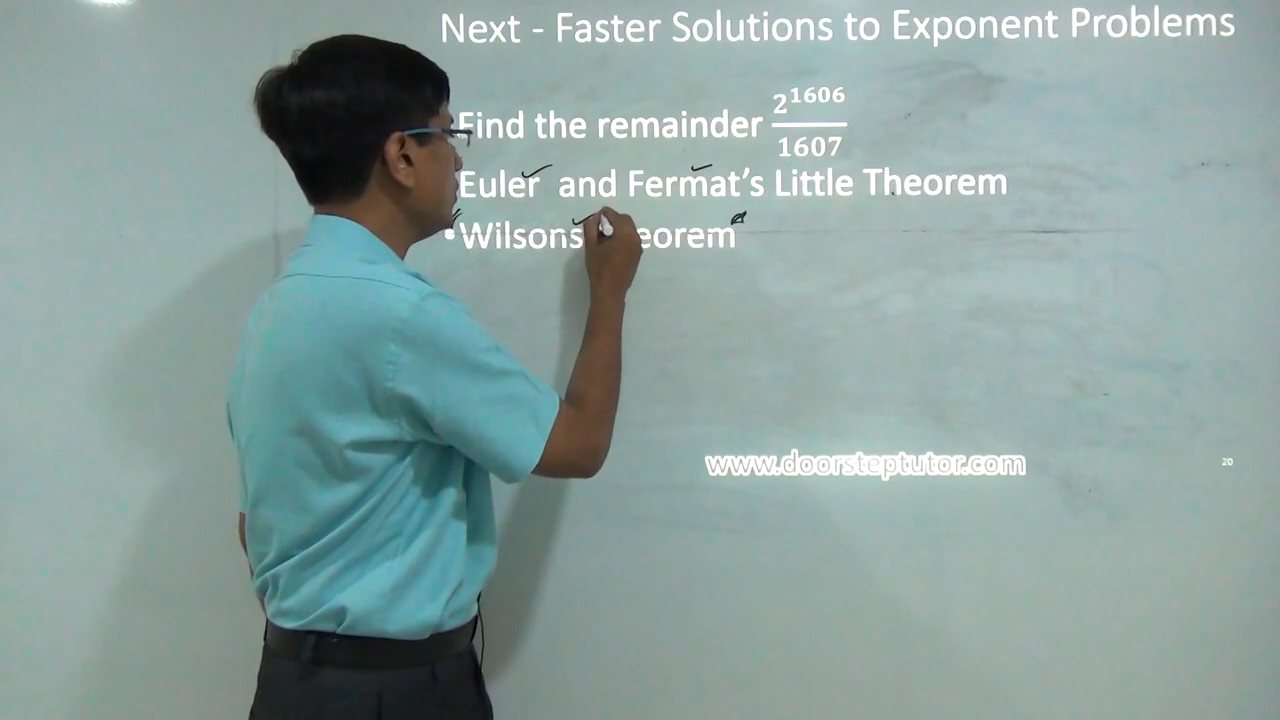 Next - Faster Solutions to Exponent Problems
Find the remainder 2^1606/1607
Euler and Fermat's Little Theorem
• Wilsons eorem
www.doorsteptutor.com
20